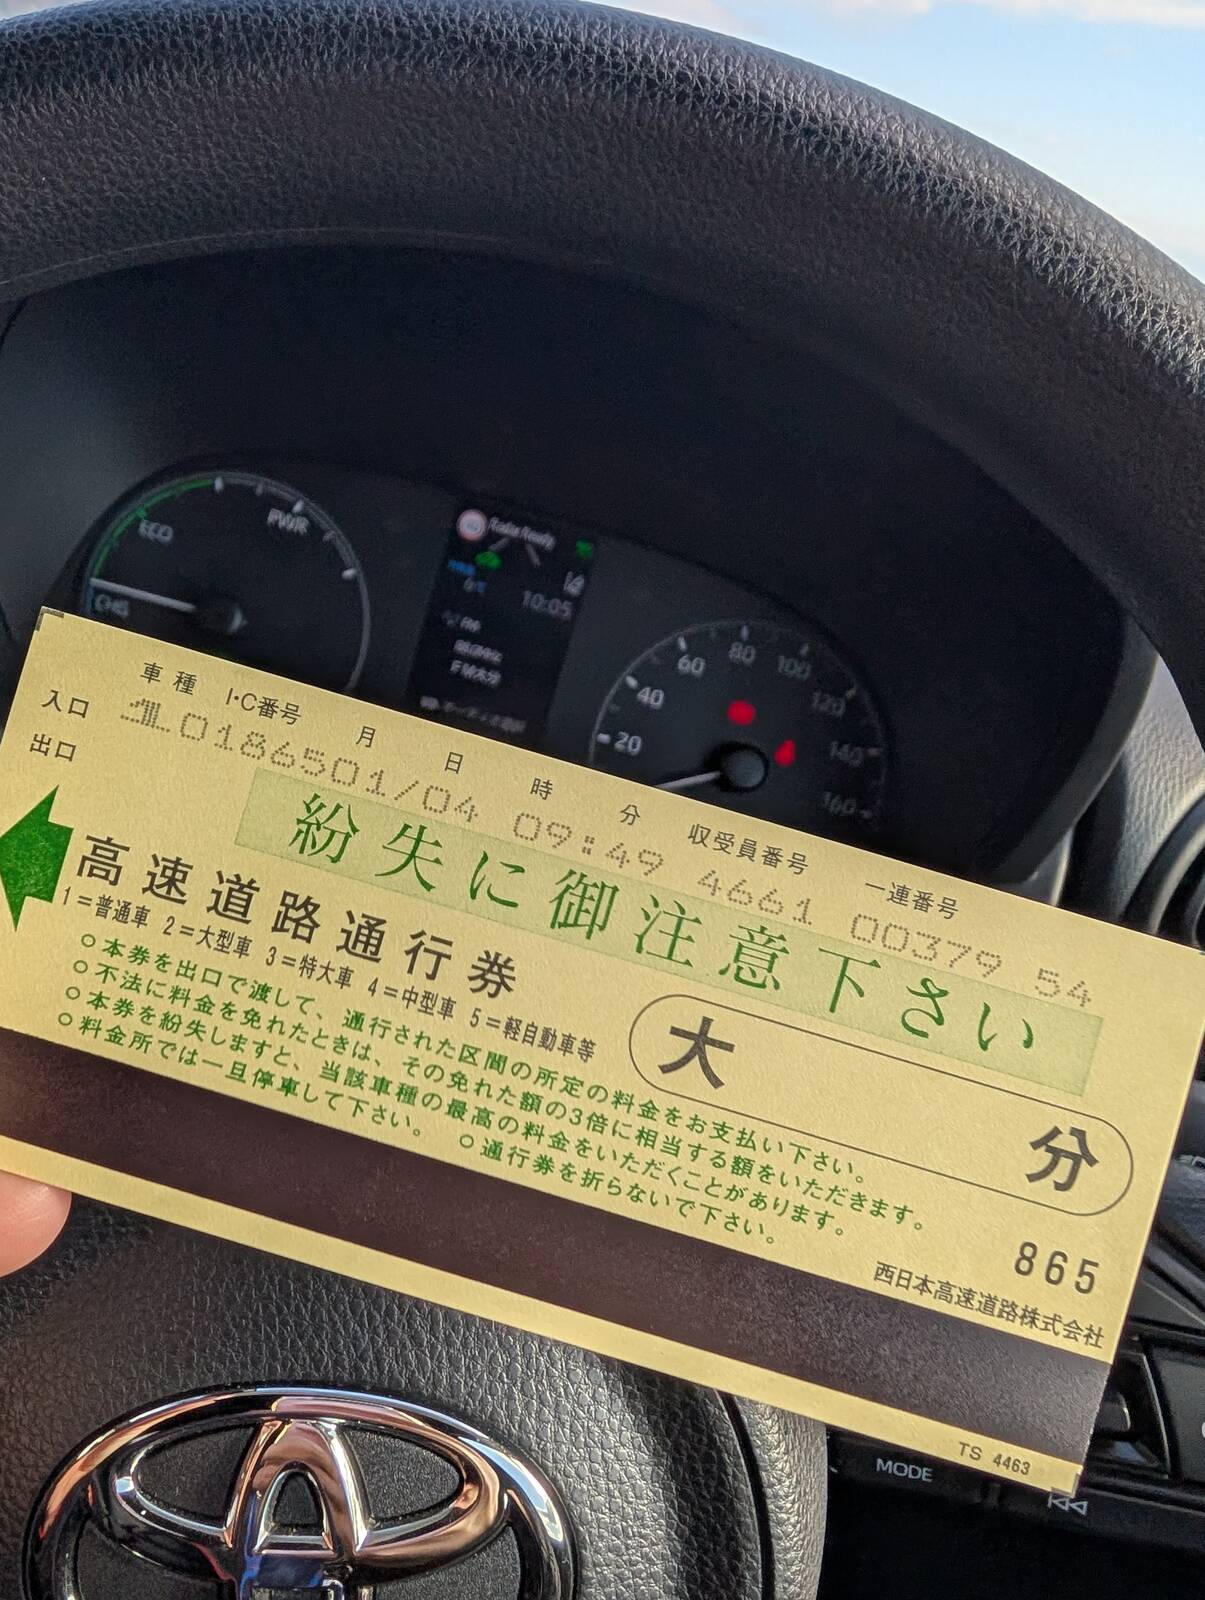 ECO
PWR
CHG
Radar Ready
10:05
FM
20
40
60
80
100
120
140
160
車種 I・C番号 月 日 時 分 収受員番号 一連番号
入口
0186501/04 09:49 4661 00379 54
出口
紛失に御注意下さい
高速道路通行券
1=普通車 2=大型車 3=特大車 4=中型車 5=軽自動車等
大 分
○本券を出口で渡して、通行された区間の所定の料金をお支払い下さい。
○不法に料金を免れたときは、その免れた額の3倍に相当する額をいただきます。
○本券を紛失しますと、当該車種の最高の料金をいただくことがあります。
○料金所では一旦停車して下さい。 ○通行券を折らないで下さい。
865
西日本高速道路株式会社
TS 4463
MODE